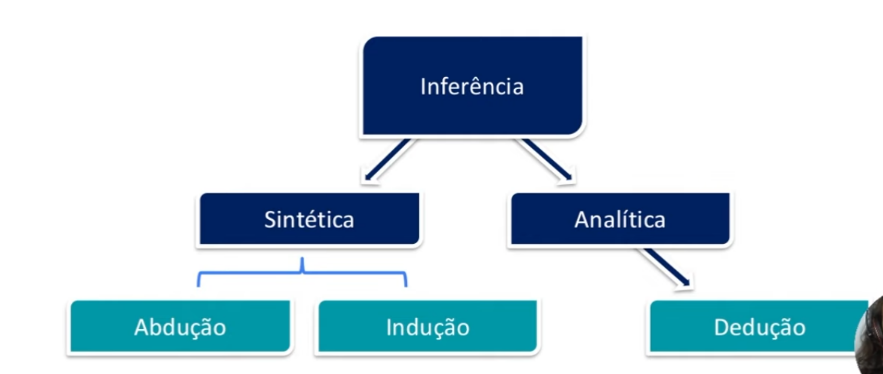 Inferência
Sintética
Analítica
Abdução
Indução
Dedução